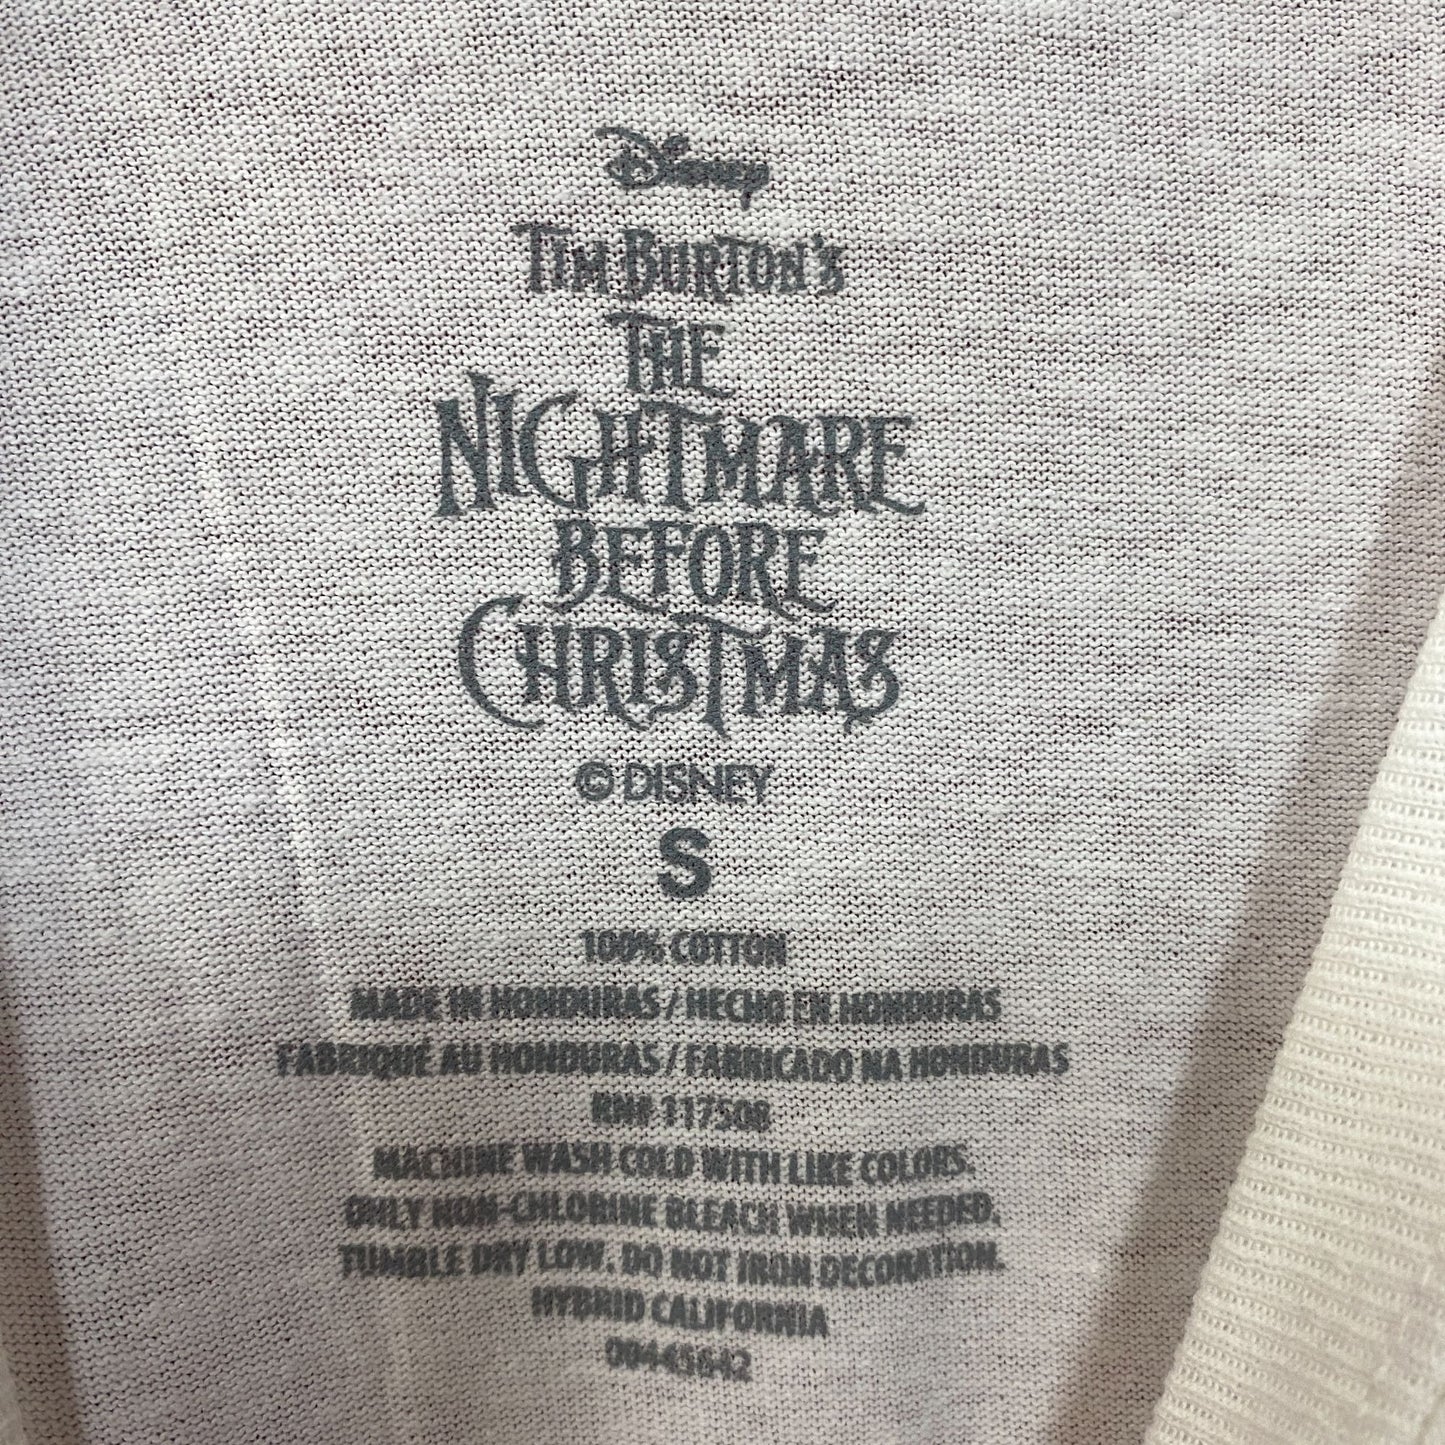 Disney
TIM BURTON'S
THE
NIGHTMARE
BEFORE
CHRISTMAS
© DISNEY
S
100% COTTON
MADE IN HONDURAS / HECHO EN HONDURAS
FABRIQUÉ AU HONDURAS / FABRICADO NA HONDURAS
RN# 117508
MACHINE WASH COLD WITH LIKE COLORS.
ONLY NON-CHLORINE BLEACH WHEN NEEDED.
TUMBLE DRY LOW. DO NOT IRON DECORATION.
HYBRID CALIFORNIA